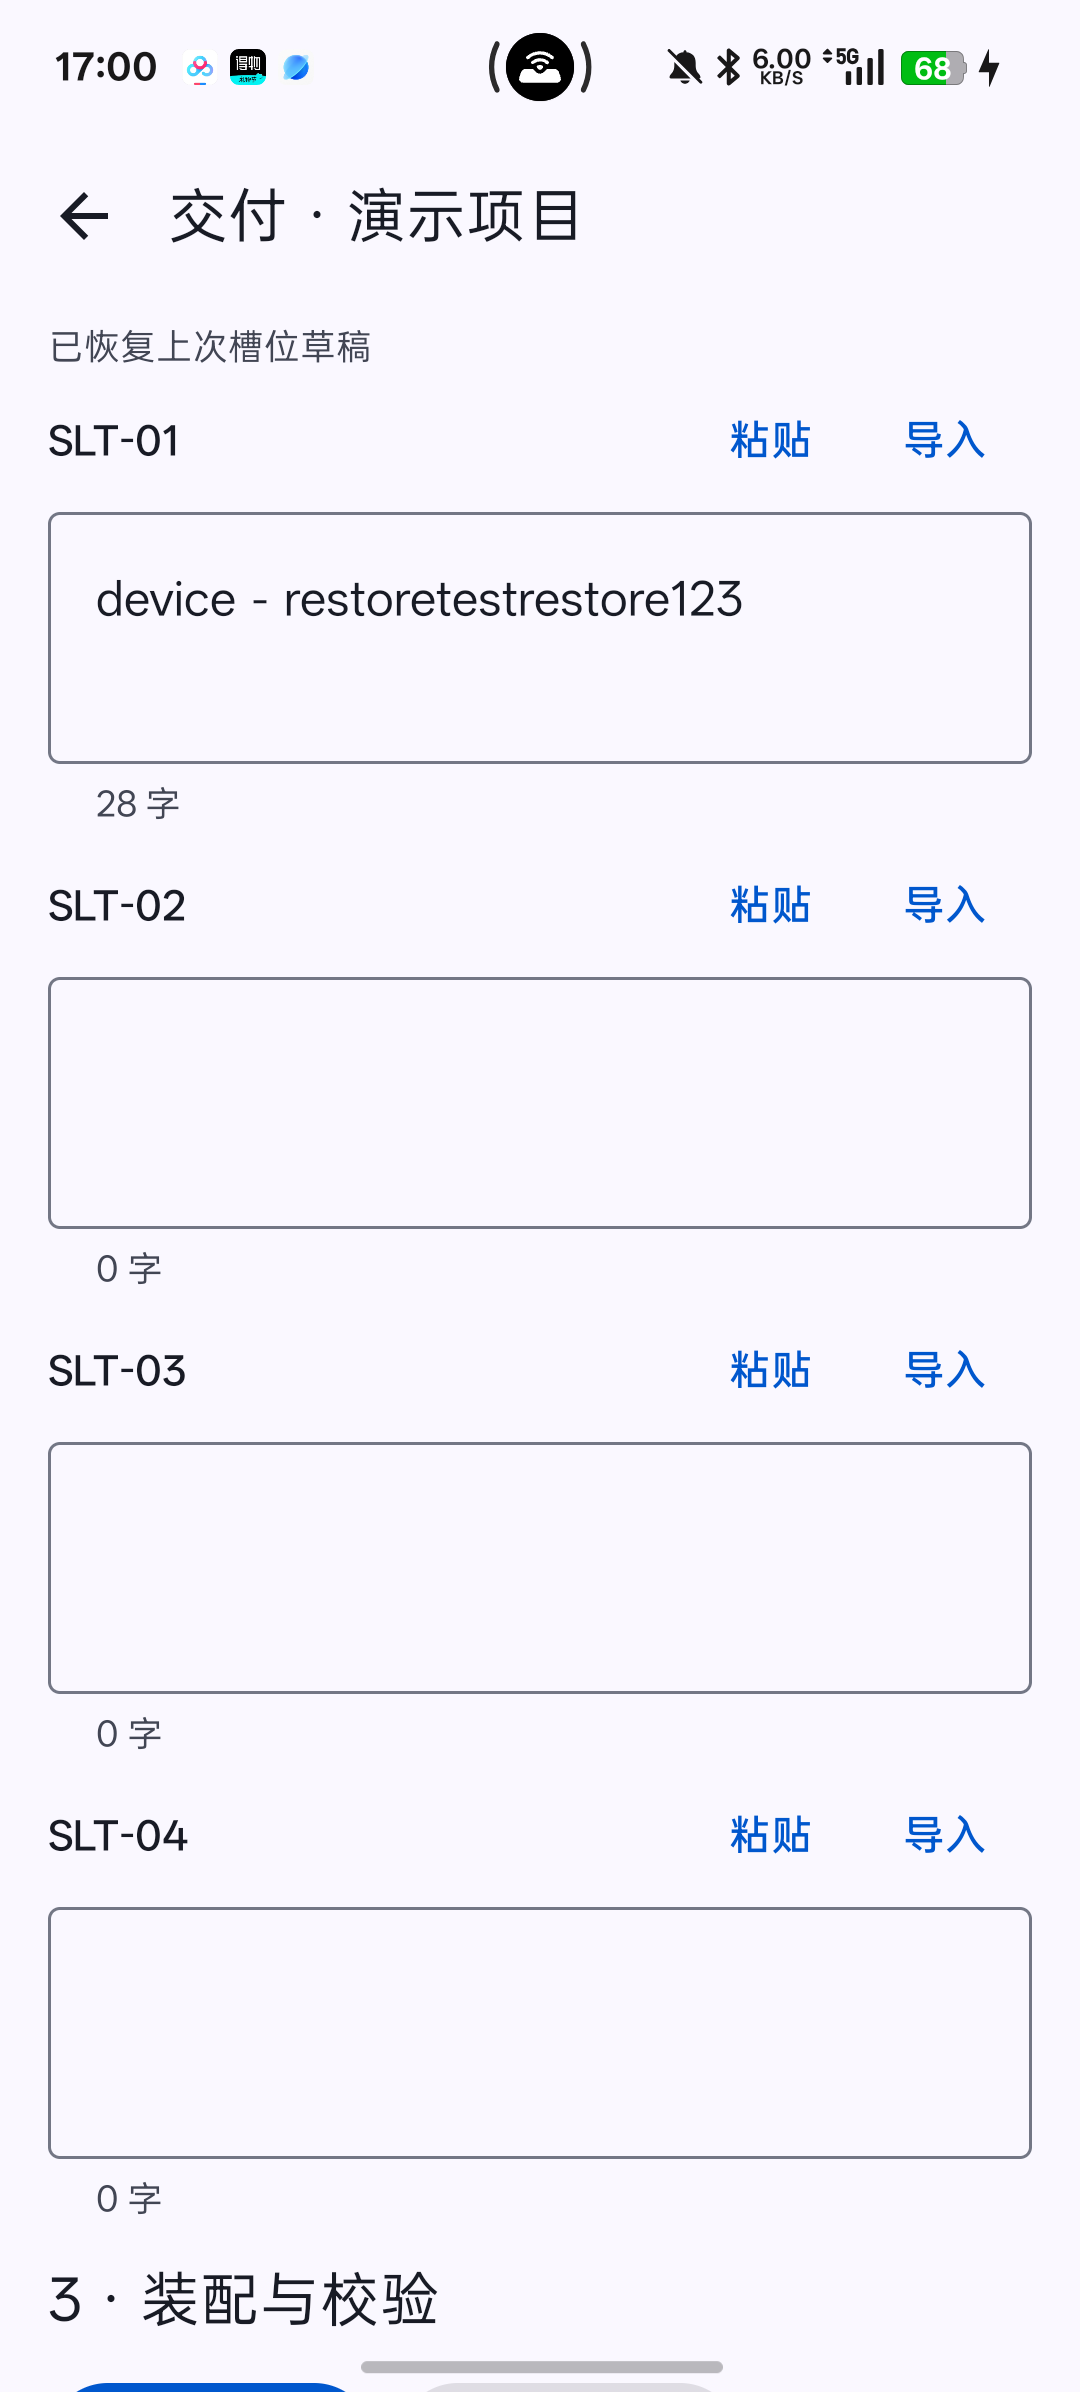 17:00
得物
6.00 KB/S
5G
68
交付 · 演示项目
已恢复上次槽位草稿
SLT-01 粘贴 导入
device - restoretestrestore123
28 字
SLT-02 粘贴 导入
0 字
SLT-03 粘贴 导入
0 字
SLT-04 粘贴 导入
0 字
3 · 装配与校验